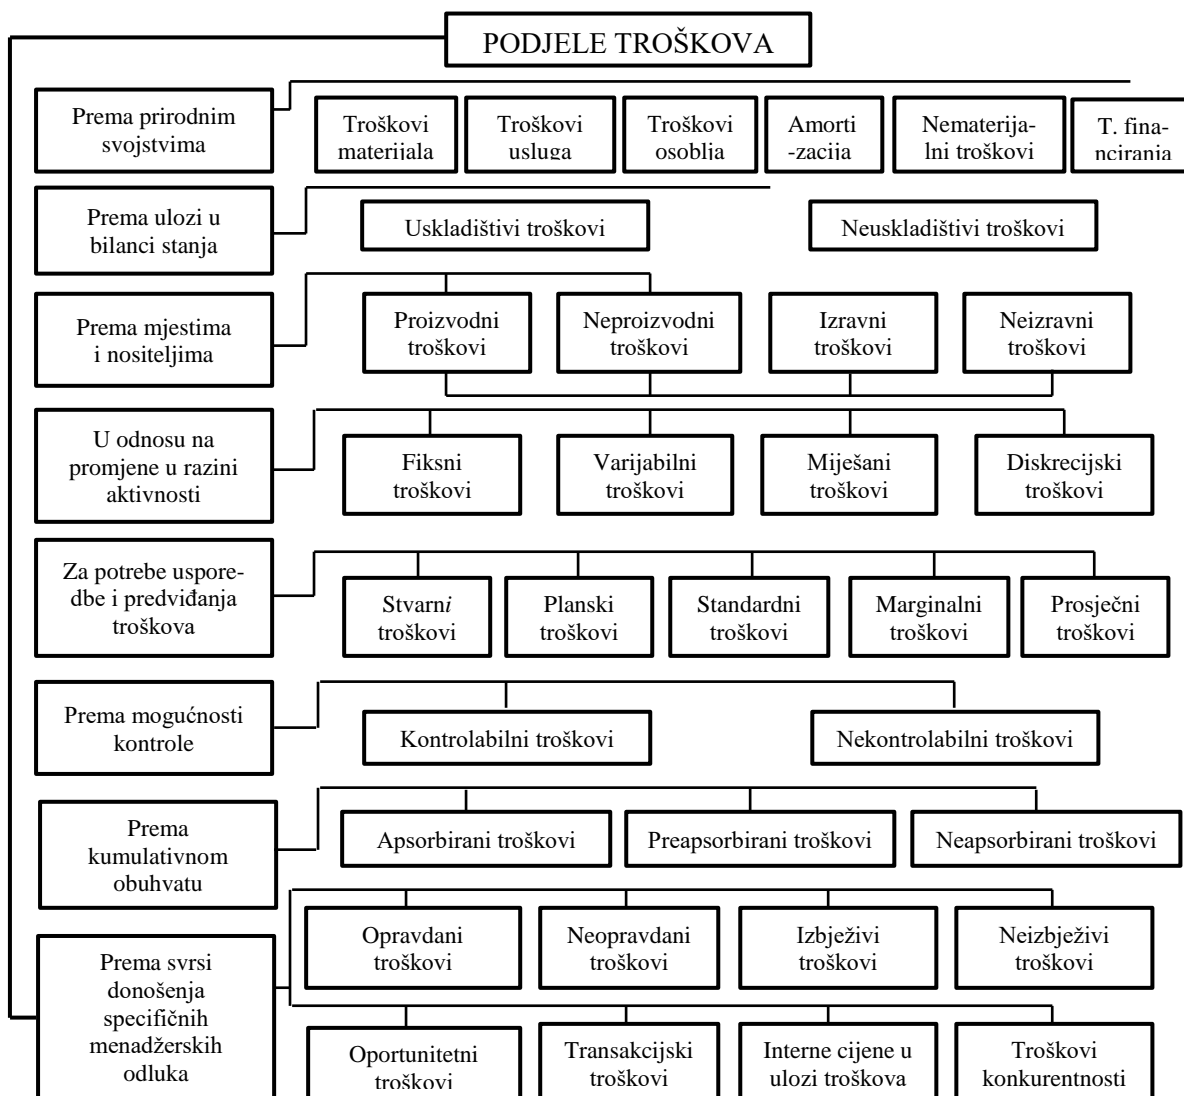 PODJELE TROŠKOVA
Prema prirodnim
svojstvima
Troškovi
materijala
Troškovi
usluga
Troškovi
osoblja
Amorti
-zacija
Nematerija-
lni troškovi
T. fina-
nciranja
Prema ulozi u
bilanci stanja
Uskladištivi troškovi
Neuskladištivi troškovi
Prema mjestima
i nositeljima
Proizvodni
troškovi
Neproizvodni
troškovi
Izravni
troškovi
Neizravni
troškovi
U odnosu na
promjene u razini
aktivnosti
Fiksni
troškovi
Varijabilni
troškovi
Miješani
troškovi
Diskrecijski
troškovi
Za potrebe uspore-
dbe i predviđanja
troškova
Stvarni
troškovi
Planski
troškovi
Standardni
troškovi
Marginalni
troškovi
Prosječni
troškovi
Prema mogućnosti
kontrole
Kontrolabilni troškovi
Nekontrolabilni troškovi
Prema
kumulativnom
obuhvatu
Apsorbirani troškovi
Preapsorbirani troškovi
Neapsorbirani troškovi
Prema svrsi
donošenja
specifičnih
menadžerskih
odluka
Opravdani
troškovi
Neopravdani
troškovi
Izbježivi
troškovi
Neizbježivi
troškovi
Oportunitetni
troškovi
Transakcijski
troškovi
Interne cijene u
ulozi troškova
Troškovi
konkurentnosti